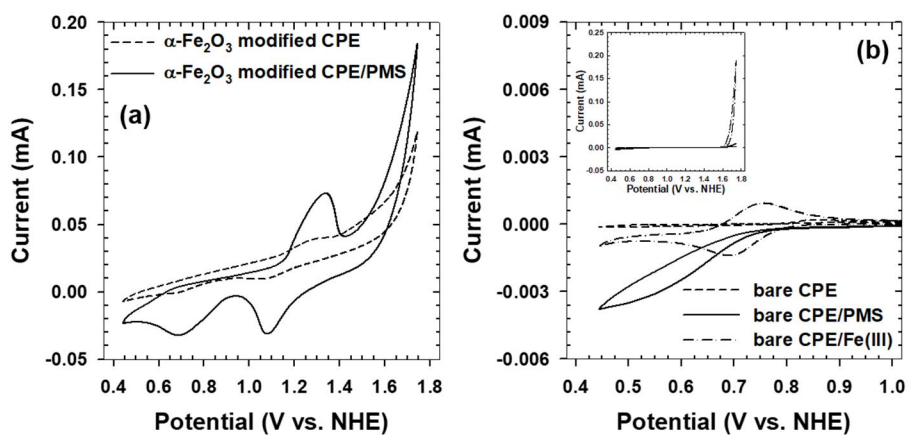 0.20
0.15
0.10
0.05
0.00
-0.05
Current (mA)
α-Fe2O3 modified CPE
α-Fe2O3 modified CPE/PMS
(a)
0.4 0.6 0.8 1.0 1.2 1.4 1.6 1.8
Potential (V vs. NHE)
0.009
0.006
0.003
0.000
-0.003
-0.006
Current (mA)
(b)
0.25
0.20
0.15
0.10
0.05
0.00
-0.05
Current (mA)
0.4 0.6 0.8 1.0 1.2 1.4 1.6 1.8
Potential (V vs. NHE)
bare CPE
bare CPE/PMS
bare CPE/Fe(III)
0.4 0.5 0.6 0.7 0.8 0.9 1.0
Potential (V vs. NHE)